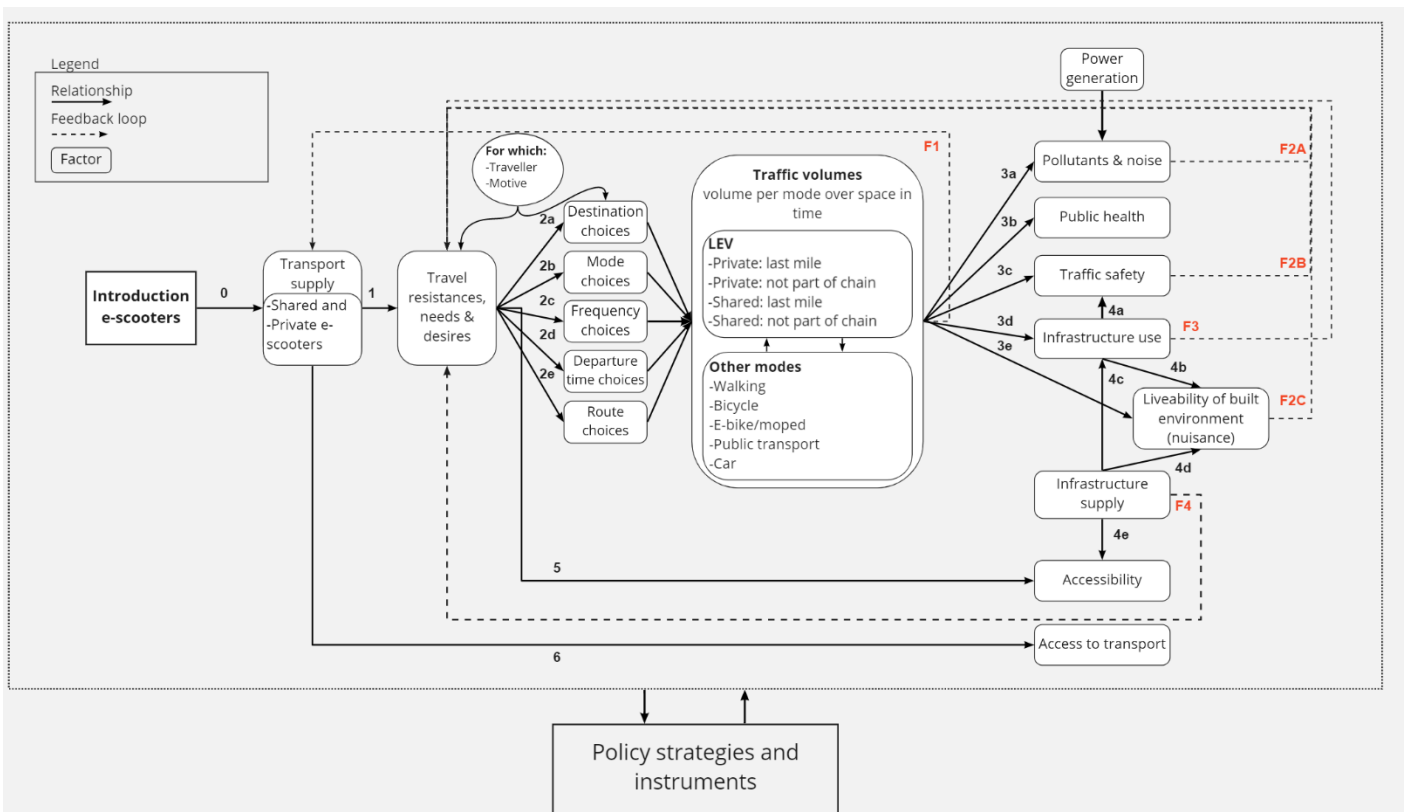 Legend
Relationship
Feedback loop
Factor
Power
generation
F1
For which:
-Traveller
-Motive
Traffic volumes
volume per mode over space in
time
3a
Pollutants & noise
F2A
2a
Destination
choices
3b
Public health
LEV
-Private: last mile
-Private: not part of chain
-Shared: last mile
-Shared: not part of chain
2b
Mode
choices
3c
Traffic safety
F2B
Introduction
e-scooters
0
Transport
supply
-Shared and
-Private e-
scooters
1
Travel
resistances,
needs &
desires
2c
Frequency
choices
4a
3d
Infrastructure use
F3
2d
Departure
time choices
3e
4b
4c
Other modes
-Walking
-Bicycle
-E-bike/moped
-Public transport
-Car
2e
Route
choices
Liveability of built
environment
(nuisance)
F2C
4d
Infrastructure
supply
F4
4e
5
Accessibility
6
Access to transport
Policy strategies and
instruments